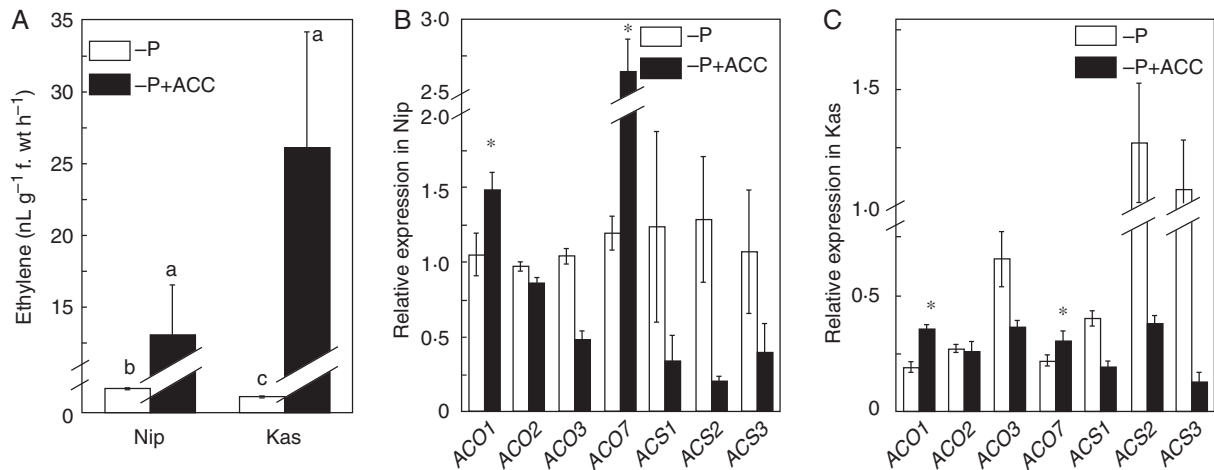 A
Ethylene (nL g⁻¹ f. wt h⁻¹)
35
33
25
15
0
–P
–P+ACC
b
a
c
a
Nip
Kas
B
Relative expression in Nip
3·0
2·5
2·0
1·5
1·0
0·5
0
–P
–P+ACC
*
*
ACO1
ACO2
ACO3
ACO7
ACS1
ACS2
ACS3
C
Relative expression in Kas
1·5
1·0
0·5
0
–P
–P+ACC
*
*
ACO1
ACO2
ACO3
ACO7
ACS1
ACS2
ACS3